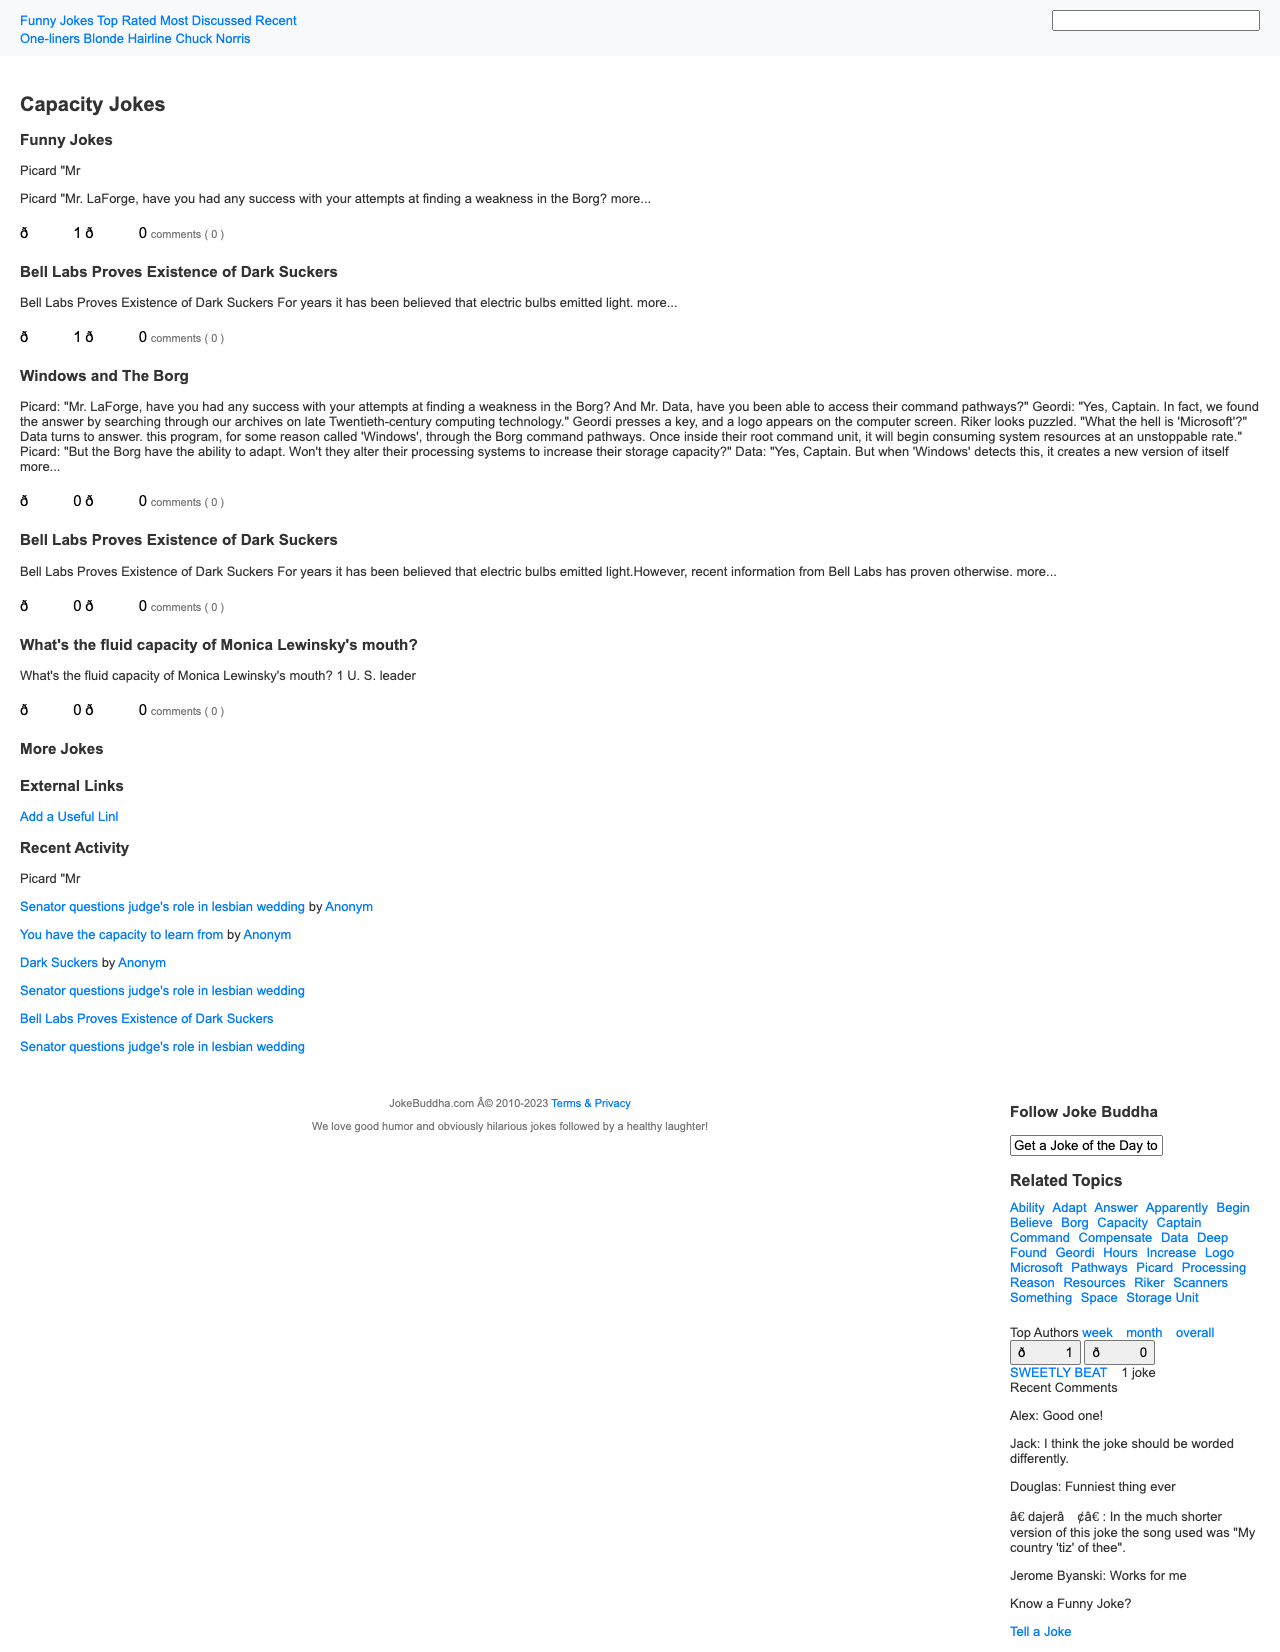 Funny Jokes Top Rated Most Discussed Recent
One-liners Blonde Hairline Chuck Norris
Capacity Jokes
Funny Jokes
Picard "Mr
Picard "Mr. LaForge, have you had any success with your attempts at finding a weakness in the Borg? more...
ð 1 ð 0 comments ( 0 )
Bell Labs Proves Existence of Dark Suckers
Bell Labs Proves Existence of Dark Suckers For years it has been believed that electric bulbs emitted light. more...
ð 1 ð 0 comments ( 0 )
Windows and The Borg
Picard: "Mr. LaForge, have you had any success with your attempts at finding a weakness in the Borg? And Mr. Data, have you been able to access their command pathways?" Geordi: "Yes, Captain. In fact, we found
the answer by searching through our archives on late Twentieth-century computing technology." Geordi presses a key, and a logo appears on the computer screen. Riker looks puzzled. "What the hell is 'Microsoft'?"
Data turns to answer. this program, for some reason called 'Windows', through the Borg command pathways. Once inside their root command unit, it will begin consuming system resources at an unstoppable rate."
Picard: "But the Borg have the ability to adapt. Won't they alter their processing systems to increase their storage capacity?" Data: "Yes, Captain. But when 'Windows' detects this, it creates a new version of itself
more...
ð 0 ð 0 comments ( 0 )
Bell Labs Proves Existence of Dark Suckers
Bell Labs Proves Existence of Dark Suckers For years it has been believed that electric bulbs emitted light.However, recent information from Bell Labs has proven otherwise. more...
ð 0 ð 0 comments ( 0 )
What's the fluid capacity of Monica Lewinsky's mouth?
What's the fluid capacity of Monica Lewinsky's mouth? 1 U. S. leader
ð 0 ð 0 comments ( 0 )
More Jokes
External Links
Add a Useful Linl
Recent Activity
Picard "Mr
Senator questions judge's role in lesbian wedding by Anonym
You have the capacity to learn from by Anonym
Dark Suckers by Anonym
Senator questions judge's role in lesbian wedding
Bell Labs Proves Existence of Dark Suckers
Senator questions judge's role in lesbian wedding
JokeBuddha.com Â© 2010-2023 Terms & Privacy
We love good humor and obviously hilarious jokes followed by a healthy laughter!
Follow Joke Buddha
Get a Joke of the Day to
Related Topics
Ability Adapt Answer Apparently Begin
Believe Borg Capacity Captain
Command Compensate Data Deep
Found Geordi Hours Increase Logo
Microsoft Pathways Picard Processing
Reason Resources Riker Scanners
Something Space Storage Unit
Top Authors week month overall
ð 1 ð 0
SWEETLY BEAT 1 joke
Recent Comments
Alex: Good one!
Jack: I think the joke should be worded
differently.
Douglas: Funniest thing ever
â€ dajerâ ¢â€ : In the much shorter
version of this joke the song used was "My
country 'tiz' of thee".
Jerome Byanski: Works for me
Know a Funny Joke?
Tell a Joke